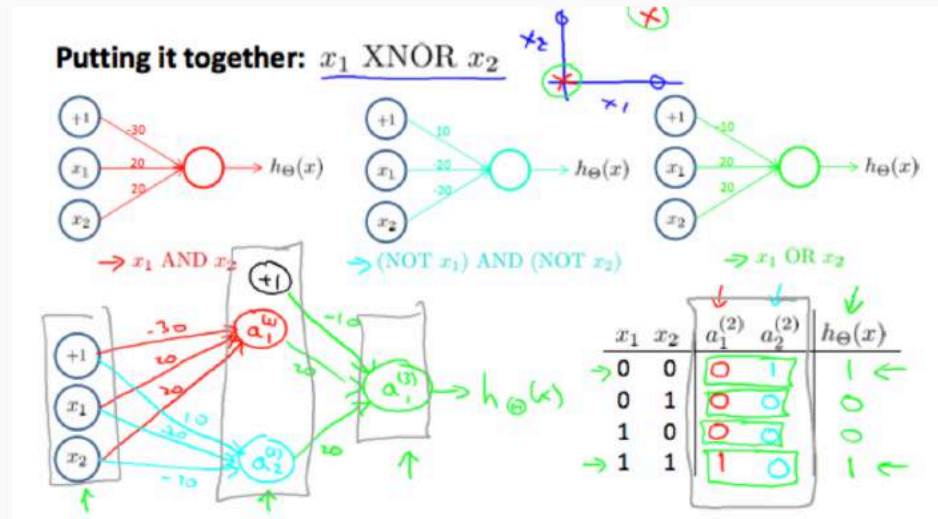 Putting it together: x₁ XNOR x₂
x₂
x₁
+1
-30
x₁
20
20
x₂
hΘ(x)
→ x₁ AND x₂
+1
10
x₁
-20
-20
x₂
hΘ(x)
→ (NOT x₁) AND (NOT x₂)
+1
-10
x₁
20
20
x₂
hΘ(x)
→ x₁ OR x₂
+1
x₁
x₂
-30
20
20
10
-20
+1
a₁
a₂
-10
20
20
a₁⁽³⁾
→ hΘ(x)
x₁ x₂ a₁⁽²⁾ a₂⁽²⁾ hΘ(x)
→ 0 0 0 1 1 ←
0 1 0 0 0
1 0 0 0 0
→ 1 1 1 0 1 ←